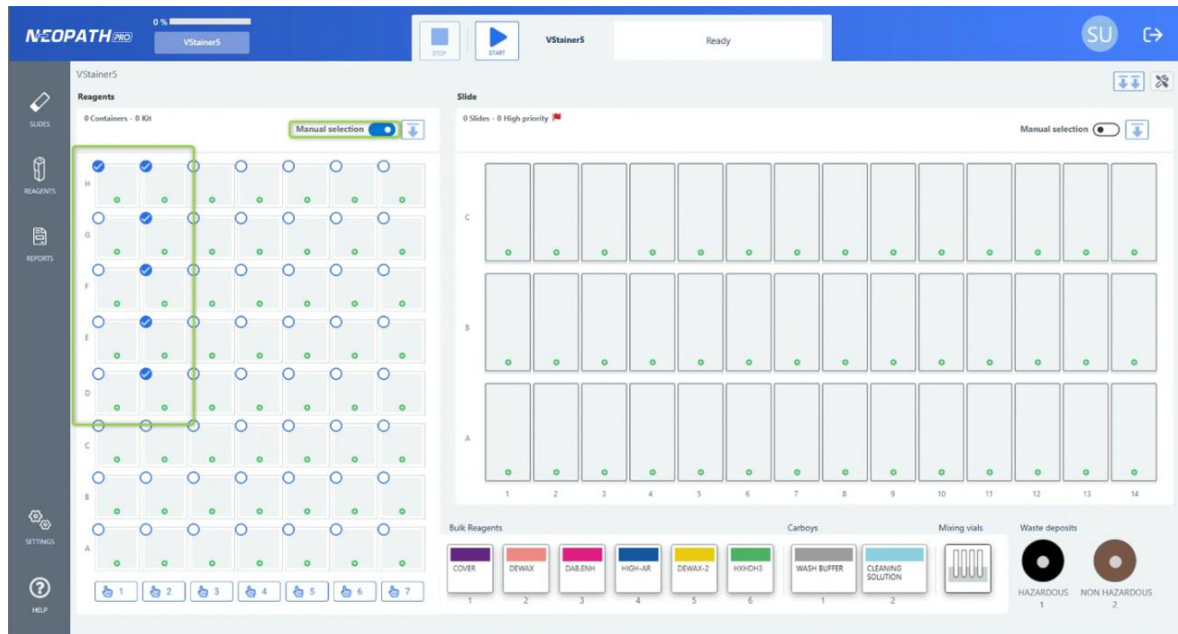 NEOPATH PRO
0 %
VStainer5
STOP
START
VStainer5
Ready
SU
SLIDES
REAGENTS
REPORTS
SETTINGS
HELP
VStainer5
Reagents
0 Containers - 0 Kit
Manual selection
H
G
F
E
D
C
B
A
1 2 3 4 5 6 7
Slide
0 Slides - 0 High priority
Manual selection
C
B
A
1 2 3 4 5 6 7 8 9 10 11 12 13 14
Bulk Reagents
COVER DEWAX DAB.ENH HIGH-AR DEWAX-2 HXHDH3
1 2 3 4 5 6
Carboys
WASH BUFFER CLEANING
SOLUTION
1 2
Mixing vials
Waste deposits
HAZARDOUS NON HAZARDOUS
1 2